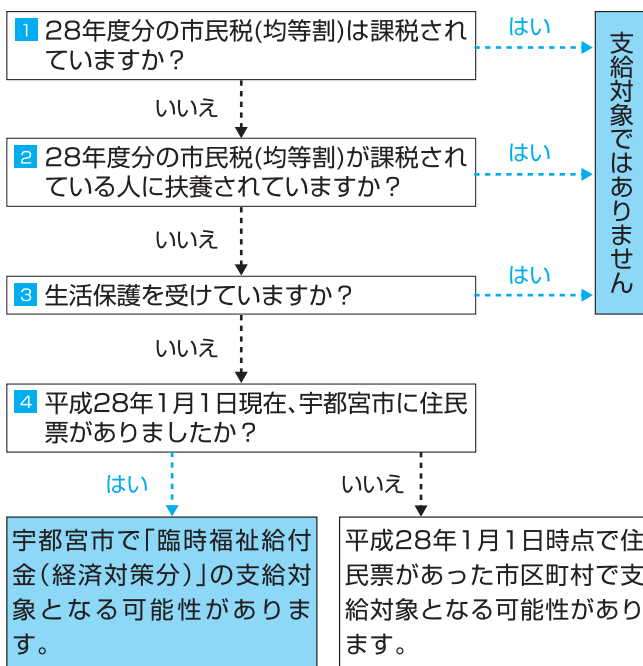 1 28年度分の市民税(均等割)は課税され
ていますか？
はい
いいえ
2 28年度分の市民税(均等割)が課税され
ている人に扶養されていますか？
はい
いいえ
3 生活保護を受けていますか？
はい
いいえ
支給対象ではありません
4 平成28年1月1日現在、宇都宮市に住民
票がありましたか？
はい
いいえ
宇都宮市で「臨時福祉給付
金(経済対策分)」の支給対
象となる可能性がありま
す。
平成28年1月1日時点で住
民票があった市区町村で支
給対象となる可能性があり
ます。